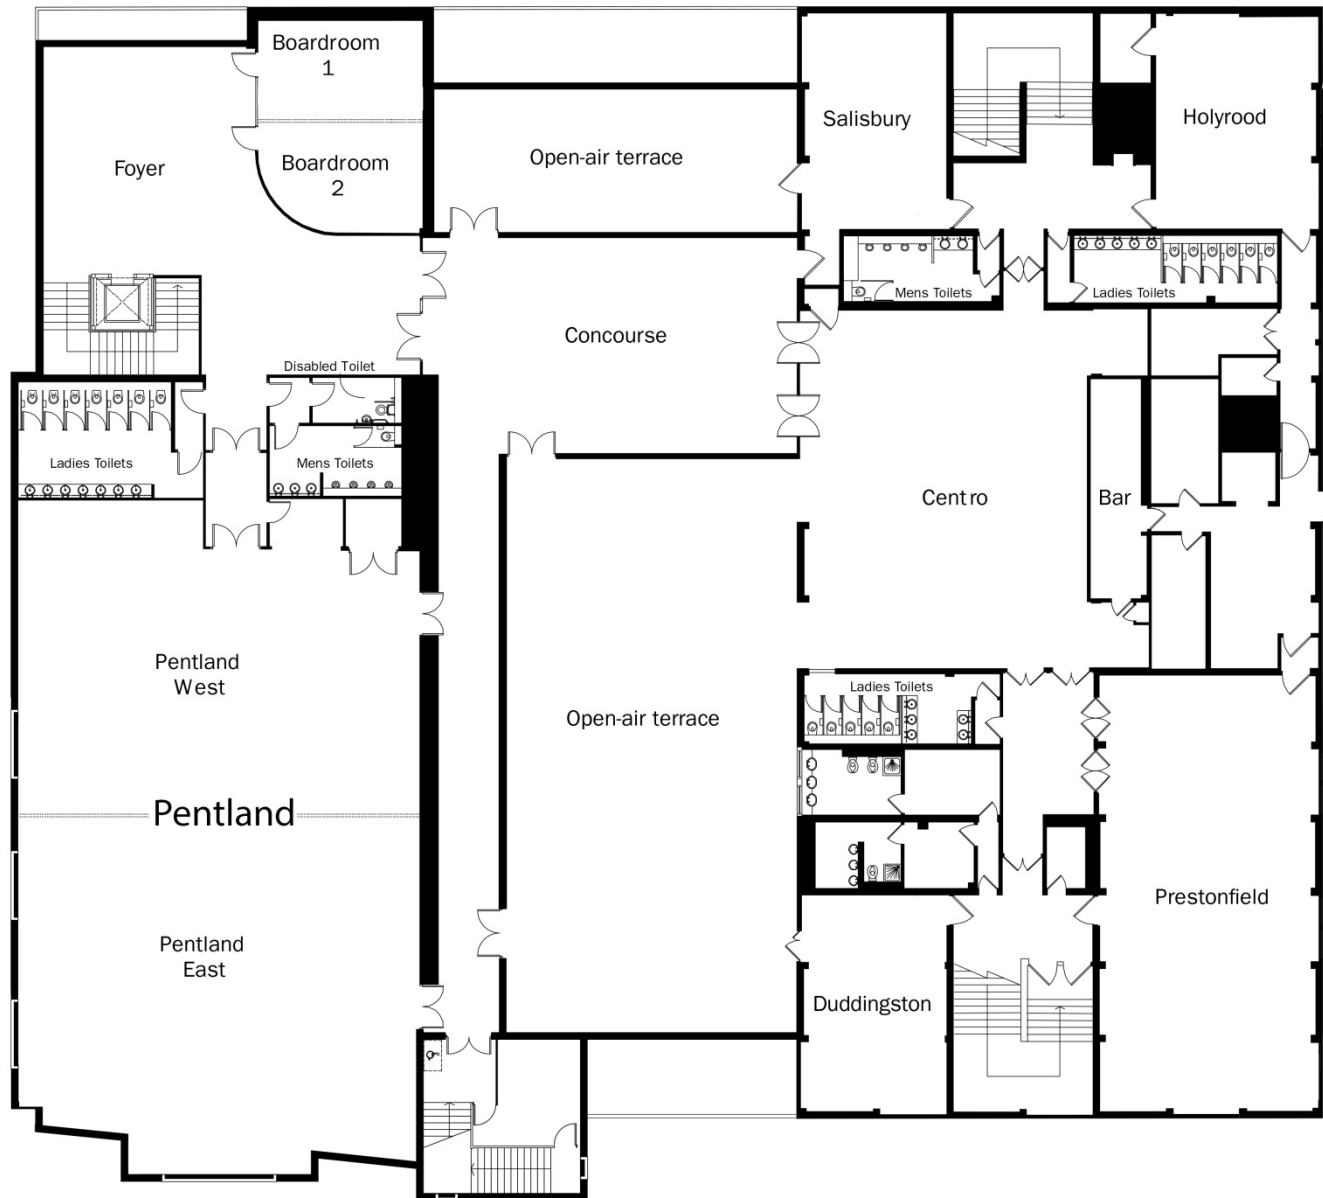 Boardroom
1
Salisbury
Holyrood
Open-air terrace
Foyer
Boardroom
2
Mens Toilets
Ladies Toilets
Concourse
Disabled Toilet
Ladies Toilets
Mens Toilets
Centro
Bar
Pentland
West
Ladies Toilets
Open-air terrace
Pentland
Prestonfield
Pentland
East
Duddingston